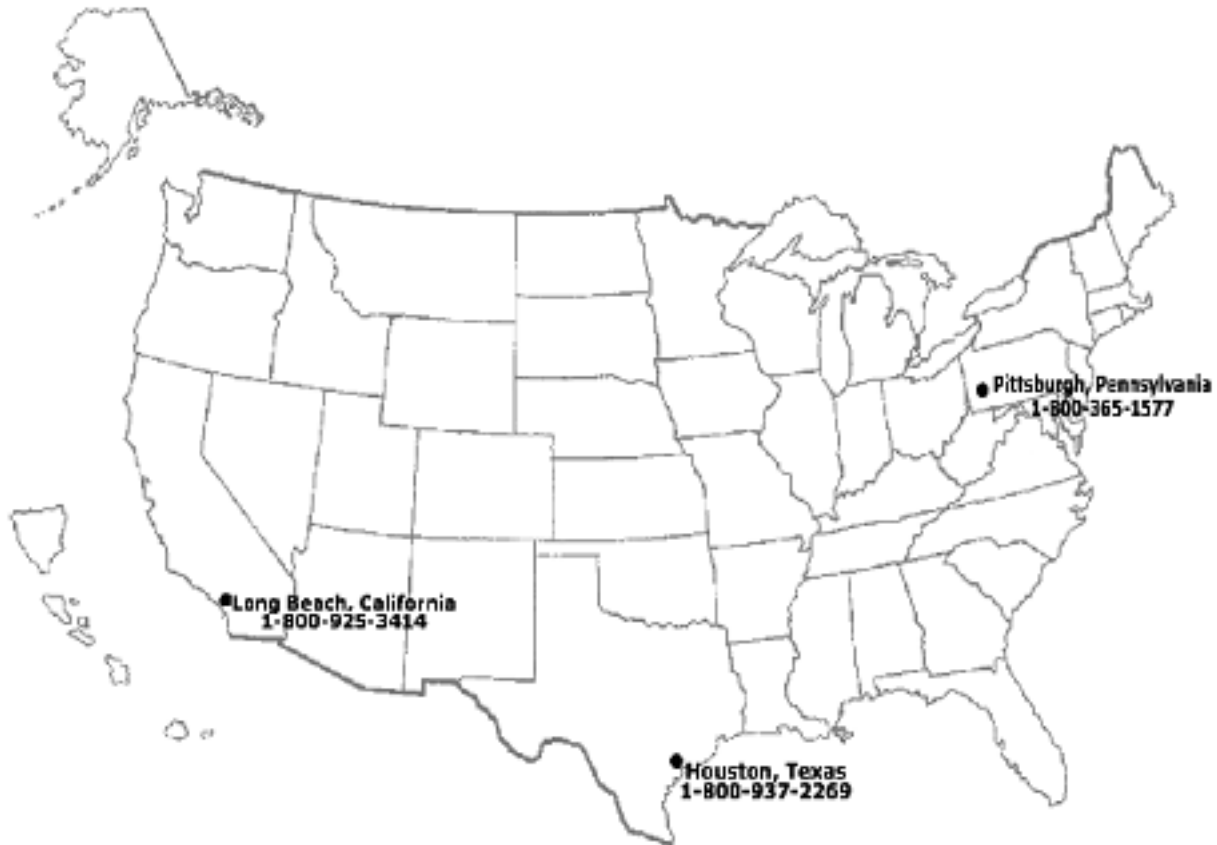 Pittsburgh, Pennsylvania
1-800-365-1577
Long Beach, California
1-800-925-3414
Houston, Texas
1-800-937-2269